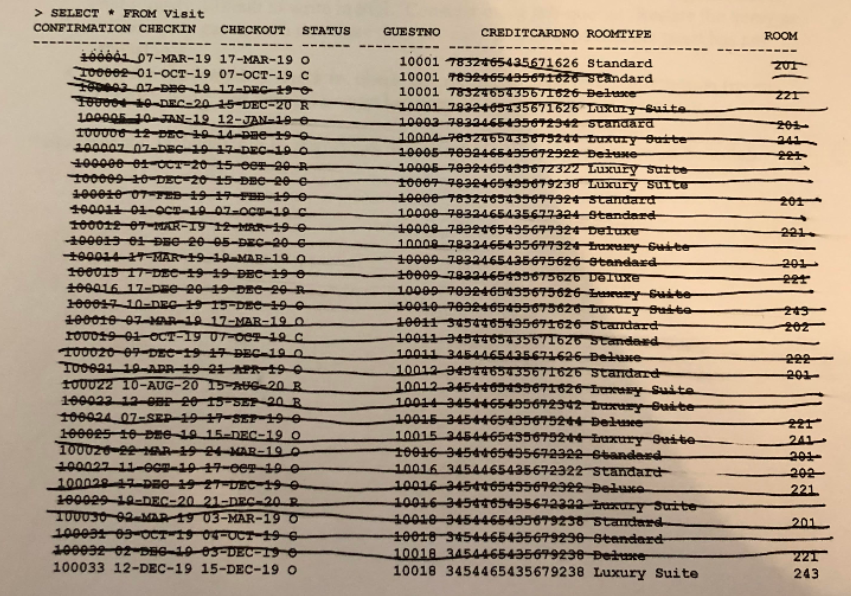 > SELECT * FROM Visit
CONFIRMATION CHECKIN CHECKOUT STATUS GUESTNO CREDITCARDNO ROOMTYPE ROOM
100001 07-MAR-19 17-MAR-19 O 10001 7832465435671626 Standard 201
100002 01-OCT-19 07-OCT-19 C 10001 7832465435671626 Standard
100003 07-DEC-19 17-DEC-19 O 10001 7832465435671626 Deluxe 221
100004 10-DEC-20 15-DEC-20 R 10001 7832465435671626 Luxury Suite
100005 10-JAN-19 12-JAN-19 O 10003 7832465435672342 Standard 201
100006 12-DEC-19 14-DEC-19 O 10004 7832465435675244 Luxury Suite 241
100007 07-DEC-19 17-DEC-19 O 10005 7832465435672322 Deluxe 221
100008 01-OCT-20 15-OCT-20 R 10005 7832465435672322 Luxury Suite
100009 10-DEC-20 15-DEC-20 C 10007 7832465435679238 Luxury Suite
100010 07-FEB-19 17-FEB-19 O 10008 7832465435677324 Standard 201
100011 01-OCT-19 07-OCT-19 C 10008 7832465435677324 Standard
100012 07-MAR-19 12-MAR-19 O 10008 7832465435677324 Deluxe 221
100013 01-DEC-20 05-DEC-20 C 10008 7832465435677324 Luxury Suite
100014 17-MAR-19 19-MAR-19 O 10009 7832465435675626 Standard 201
100015 17-DEC-19 19-DEC-19 O 10009 7832465435675626 Deluxe 221
100016 17-DEC-20 19-DEC-20 R 10009 7832465435675626 Luxury Suite
100017 10-DEC-19 15-DEC-19 O 10010 7832465435675626 Luxury Suite 243
100018 07-MAR-19 17-MAR-19 O 10011 3454465435671626 Standard 202
100019 01-OCT-19 07-OCT-19 C 10011 3454465435671626 Standard
100020 07-DEC-19 17-DEC-19 O 10011 3454465435671626 Deluxe 222
100021 19-APR-19 21-APR-19 O 10012 3454465435671626 Standard 201
100022 10-AUG-20 15-AUG-20 R 10012 3454465435671626 Luxury Suite
100023 12-SEP-20 15-SEP-20 R 10014 3454465435672342 Luxury Suite
100024 07-SEP-19 17-SEP-19 O 10015 3454465435675244 Deluxe 221
100025 10-DEC-19 15-DEC-19 O 10015 3454465435675244 Luxury Suite 241
100026 22-MAR-19 24-MAR-19 O 10016 3454465435672322 Standard 201
100027 11-OCT-19 17-OCT-19 O 10016 3454465435672322 Standard 202
100028 17-DEC-19 27-DEC-19 O 10016 3454465435672322 Deluxe 221
100029 19-DEC-20 21-DEC-20 R 10016 3454465435672322 Luxury Suite
100030 02-MAR-19 03-MAR-19 O 10018 3454465435679238 Standard 201
100031 03-OCT-19 04-OCT-19 C 10018 3454465435679238 Standard
100032 02-DEC-19 03-DEC-19 O 10018 3454465435679238 Deluxe 221
100033 12-DEC-19 15-DEC-19 O 10018 3454465435679238 Luxury Suite 243